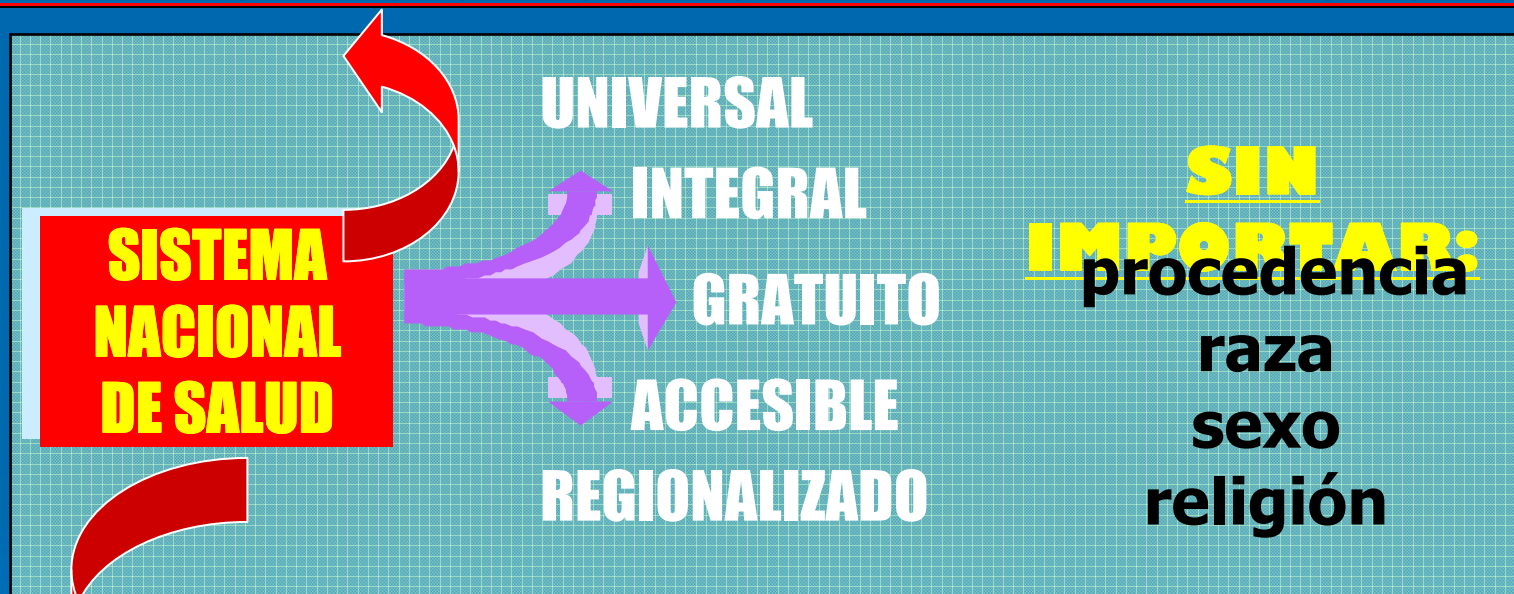 SISTEMA
NACIONAL
DE SALUD
UNIVERSAL
INTEGRAL
GRATUITO
ACCESIBLE
REGIONALIZADO
SIN
IMPORTAR:
procedencia
raza
sexo
religión